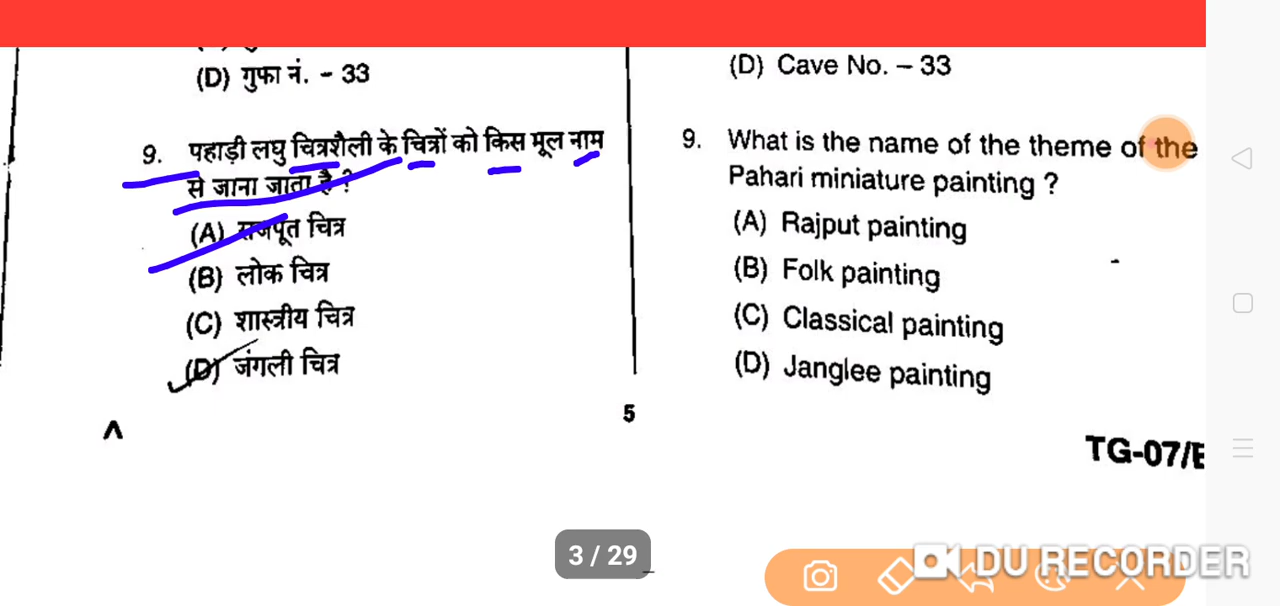 (D) गुफा नं. - 33
9. पहाड़ी लघु चित्रशैली के चित्रों को किस मूल नाम
से जाना जाता है ?
(A) राजपूत चित्र
(B) लोक चित्र
(C) शास्त्रीय चित्र
(D) जंगली चित्र
(D) Cave No. – 33
9. What is the name of the theme of the
Pahari miniature painting ?
(A) Rajput painting
(B) Folk painting
(C) Classical painting
(D) Janglee painting
5
TG-07/E
3 / 29
DU RECORDER